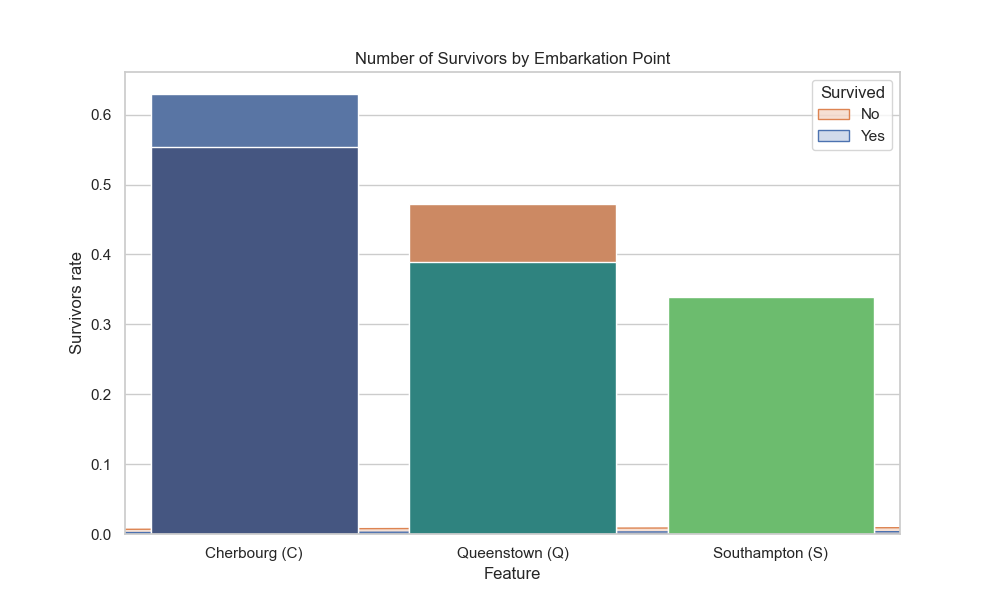 Number of Survivors by Embarkation Point
Survived
No
Yes
Survivors rate
0.6
0.5
0.4
0.3
0.2
0.1
0.0
Cherbourg (C)
Queenstown (Q)
Southampton (S)
Feature